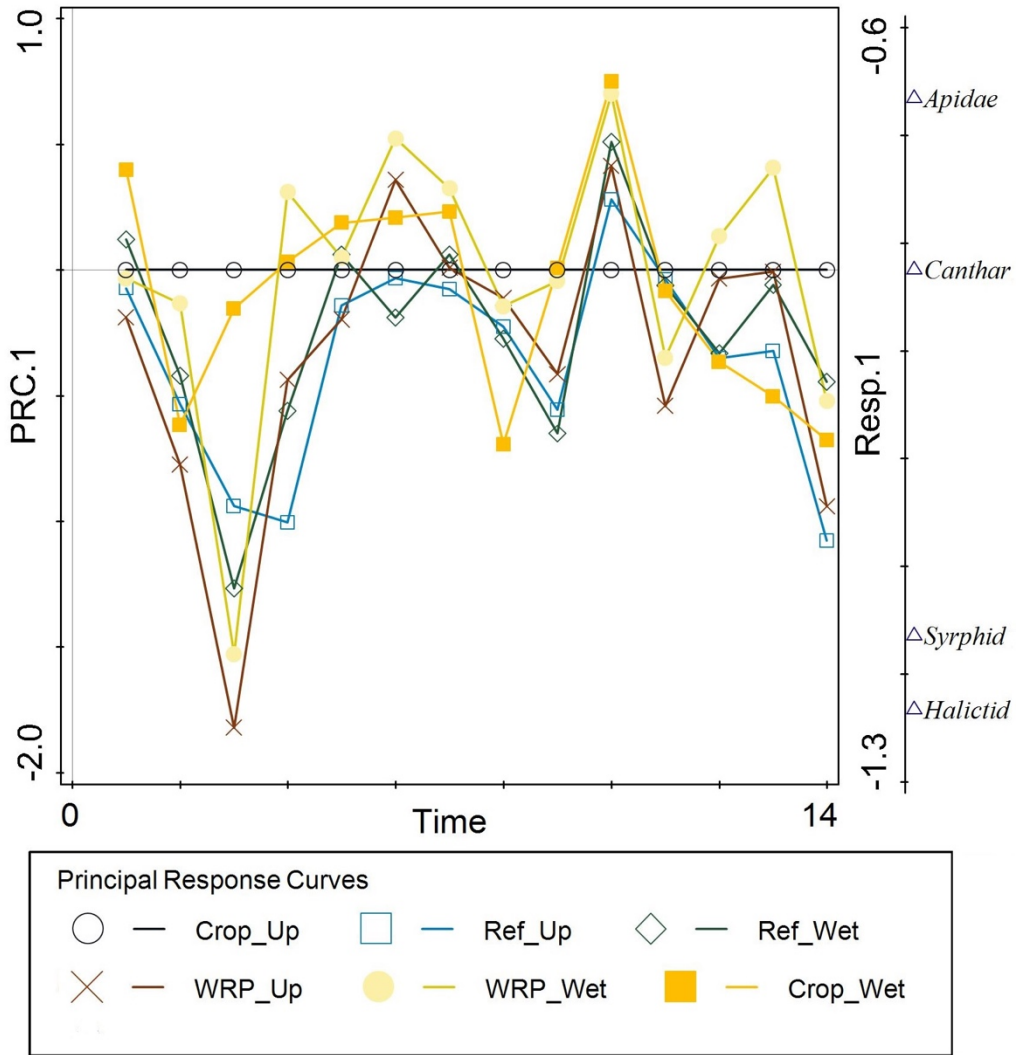 1.0
PRC.1
-2.0
0
Time
14
-0.6
Resp.1
-1.3
Apidae
Canthar
Syrphid
Halictid
Principal Response Curves
Crop_Up
Ref_Up
Ref_Wet
WRP_Up
WRP_Wet
Crop_Wet